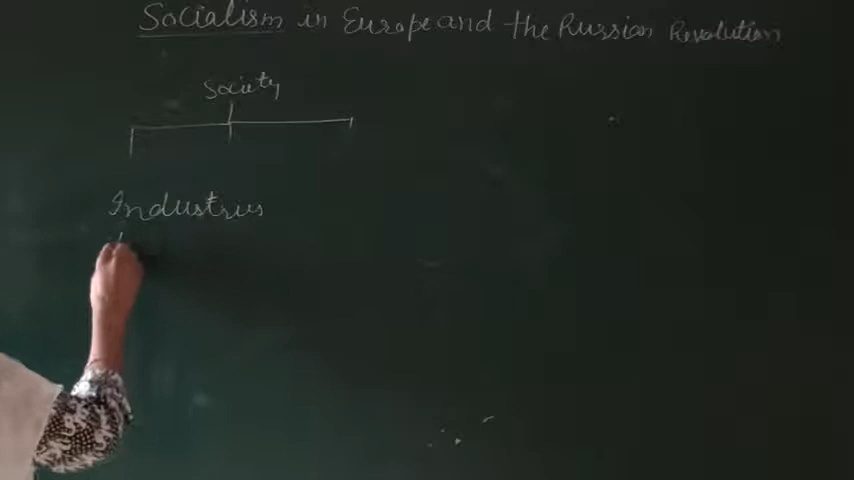 Socialism in Europe and the Russian Revolution
Society
Industries